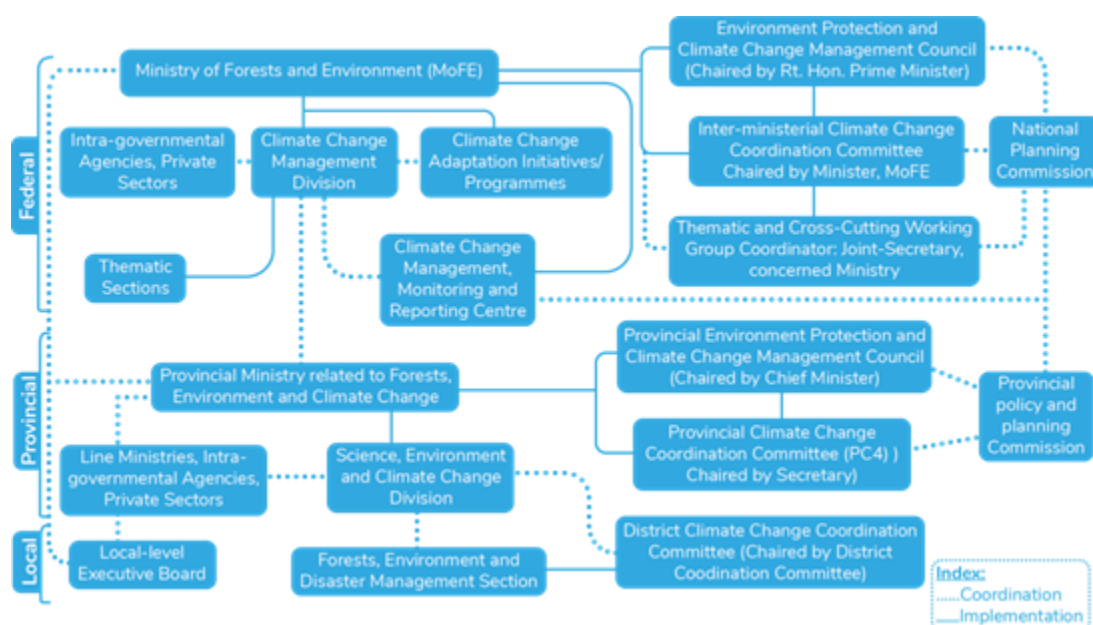 Federal
Ministry of Forests and Environment (MoFE)
Environment Protection and
Climate Change Management Council
(Chaired by Rt. Hon. Prime Minister)
Intra-governmental
Agencies, Private
Sectors
Climate Change
Management
Division
Climate Change
Adaptation Initiatives/
Programmes
Inter-ministerial Climate Change
Coordination Committee
Chaired by Minister, MoFE
National
Planning
Commission
Thematic
Sections
Climate Change
Management,
Monitoring and
Reporting Centre
Thematic and Cross-Cutting Working
Group Coordinator: Joint-Secretary,
concerned Ministry
Provincial
Provincial Ministry related to Forests,
Environment and Climate Change
Provincial Environment Protection and
Climate Change Management Council
(Chaired by Chief Minister)
Provincial
policy and
planning
Commission
Line Ministries, Intra-
governmental Agencies,
Private Sectors
Science, Environment
and Climate Change
Division
Provincial Climate Change
Coordination Committee (PC4) )
Chaired by Secretary)
Local
Local-level
Executive Board
Forests, Environment and
Disaster Management Section
District Climate Change Coordination
Committee (Chaired by District
Coodination Committee)
Index:
......Coordination
___Implementation